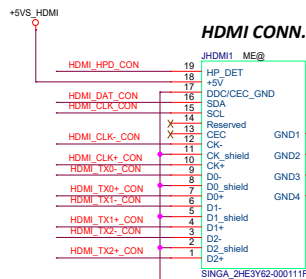 +5VS_HDMI
HDMI CONN.
JHDMI1 ME@
HDMI_HPD_CON 19 HP_DET
18 +5V
17 DDC/CEC_GND
HDMI_DAT_CON 16 SDA
HDMI_CLK_CON 15 SCL
14 Reserved
13 CEC GND1
HDMI_CLK-_CON 12 CK-
11 CK_shield GND2
HDMI_CLK+_CON 10 CK+
HDMI_TX0-_CON 9 D0- GND3
8 D0_shield
HDMI_TX0+_CON 7 D0+ GND4
HDMI_TX1-_CON 6 D1-
5 D1_shield
HDMI_TX1+_CON 4 D1+
HDMI_TX2-_CON 3 D2-
2 D2_shield
HDMI_TX2+_CON 1 D2+
SINGA_2HE3Y62-000111F